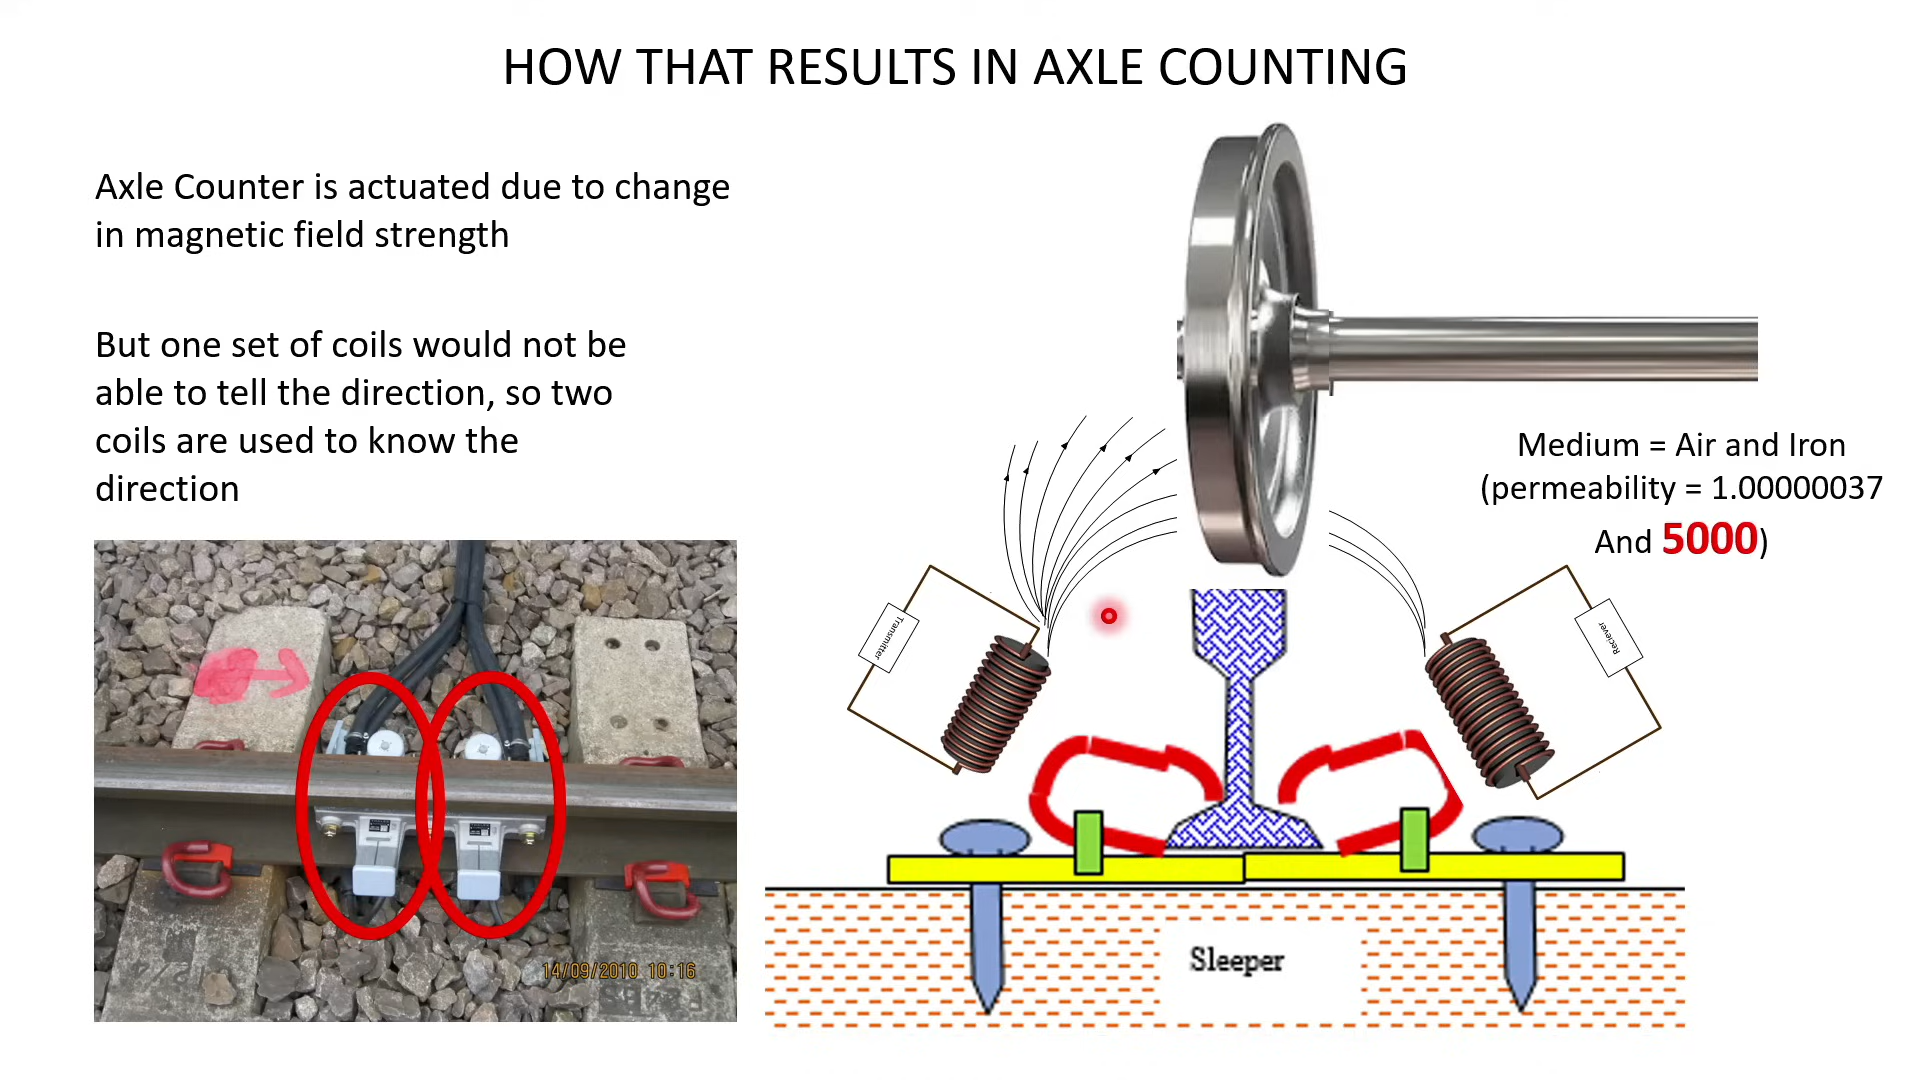 HOW THAT RESULTS IN AXLE COUNTING
Axle Counter is actuated due to change
in magnetic field strength
But one set of coils would not be
able to tell the direction, so two
coils are used to know the
direction
Medium = Air and Iron
(permeability = 1.00000037
And 5000)
Transmitter
Reciever
Sleeper
14/09/2010 10:16